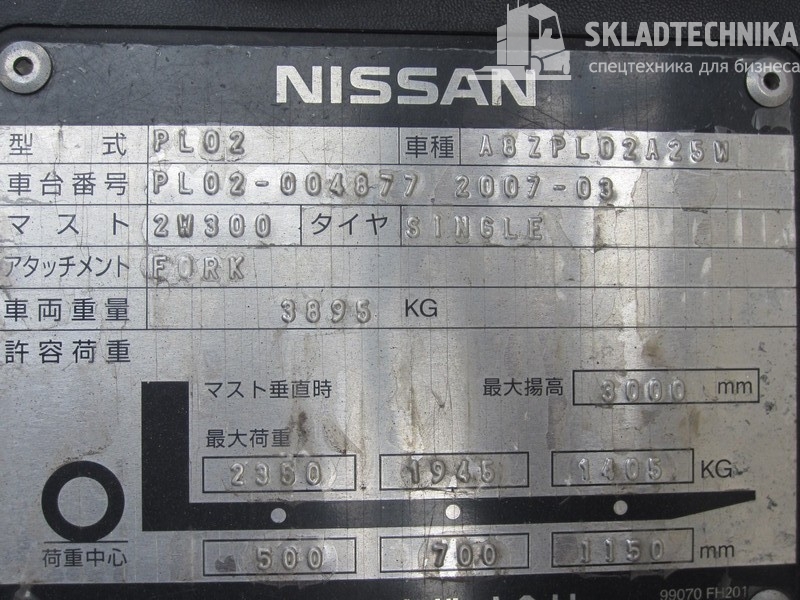 SKLADTECHNIKA
спецтехника для бизнеса
NISSAN
型式 PL02 車種 A8ZPL02A25W
車台番号 PL02-004877 2007-03
マスト 2W300 タイヤ SINGLE
アタッチメント FORK
車両重量 3895 KG
許容荷重
マスト垂直時 最大揚高 3000 mm
最大荷重
2350 1945 1405 KG
荷重中心 500 700 1150 mm
99070 FH201